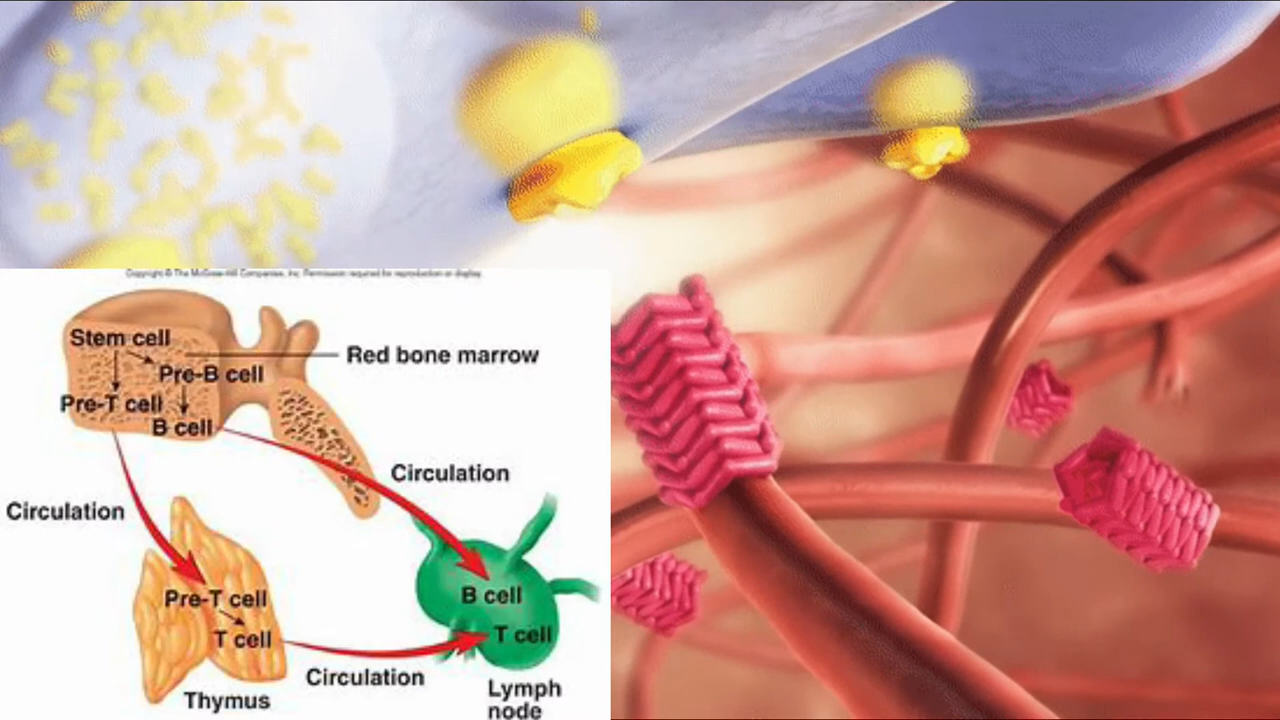 Copyright © The McGraw-Hill Companies, Inc. Permission required for reproduction or display.
Stem cell
Red bone marrow
Pre-B cell
Pre-T cell
B cell
Circulation
Circulation
Pre-T cell
B cell
T cell
T cell
Circulation
Thymus
Lymph
node